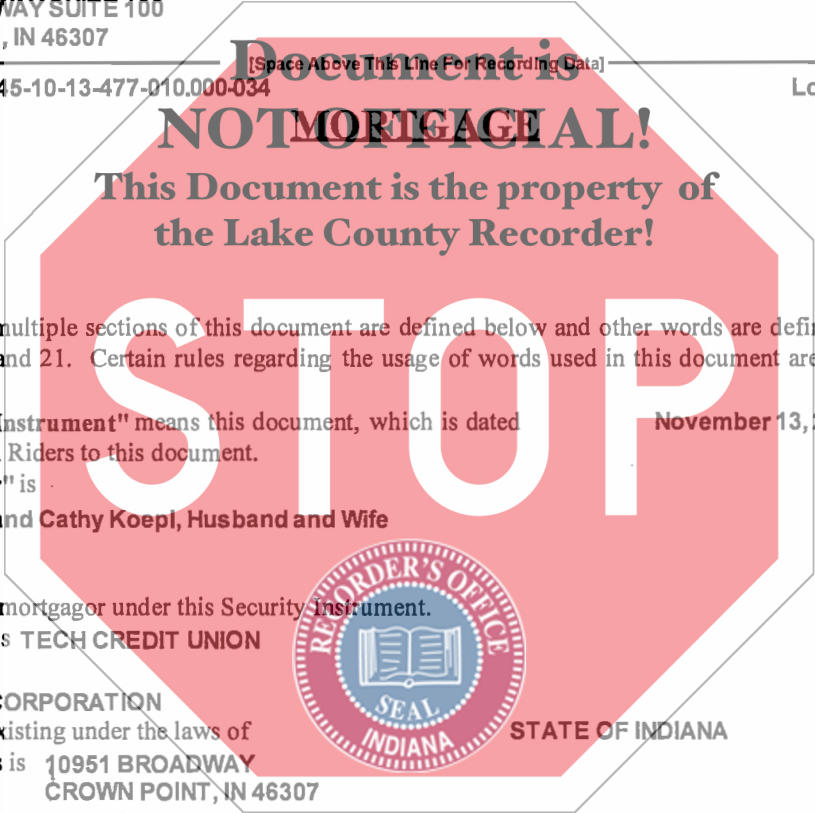 WAY SUITE 100
, IN 46307
Document is
[Space Above This Line For Recording Data]
45-10-13-477-010.000-034 Lo
NOT OFFICIAL!
MORTGAGE
This Document is the property of
the Lake County Recorder!
STOP
multiple sections of this document are defined below and other words are defin
and 21. Certain rules regarding the usage of words used in this document are
Instrument" means this document, which is dated November 13, 2
Riders to this document.
" is
and Cathy Koepl, Husband and Wife
mortgagor under this Security Instrument.
s TECH CREDIT UNION
CORPORATION
xisting under the laws of STATE OF INDIANA
s is 10951 BROADWAY
CROWN POINT, IN 46307
RECORDER'S OFFICE
SEAL
INDIANA